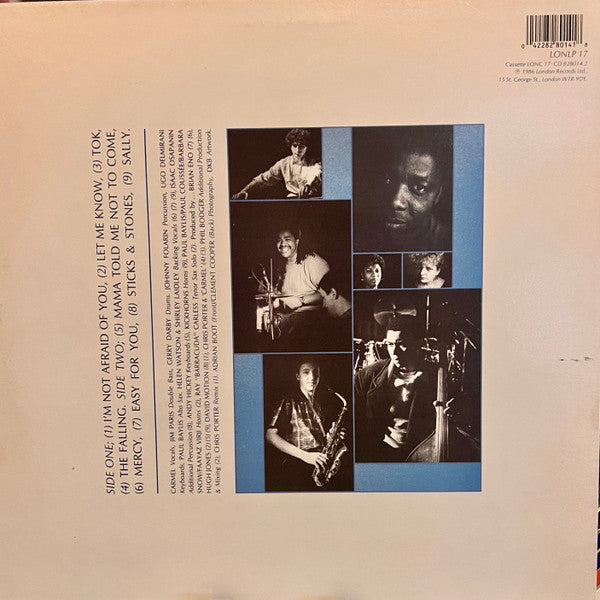 0 42282 80141 8
LONLP 17
Cassette LONC 17 · CD 828014.2
℗ 1986 London Records Ltd.,
15 St. George St., London W1R 9DE.
SIDE ONE: (1) I'M NOT AFRAID OF YOU, (2) LET ME KNOW, (3) TOK,
(4) THE FALLING. SIDE TWO; (5) MAMA TOLD ME NOT TO COME,
(6) MERCY, (7) EASY FOR YOU, (8) STICKS & STONES, (9) SALLY.
CARMEL Vocals, JIM PARIS Double Bass, GERRY DARBY Drums. JOHNNY FOLARIN Percussion, UGO DELMIRANI
Keyboards, PAUL BAYLIS Alto Sax. HELEN WATSON & SHIRLEY LAIDLEY Backing Vocals (6) (7) (9), ISAAC OSAPANIN
Additional Percussion (8), ANDY HICKEY Keyboards (5), KICKHORNS Horns (9), PAUL BAYLIS/PAUL COUSSEE/BARBARA
SNOW/FAAYAZ VIRJI Horns (2), RAY "BARRACUDA" CARLESS Tenor Sax Solo (2). Produced by . . BRIAN ENO (7) (6),
HUGH JONES (2) (5) (9), DAVID MOTION (8) (1), CHRIS PORTER & 'CARMEL' (4) (3). PHIL BODGER Additional Production
& Mixing (2), CHRIS PORTER Remix (1). ADRIAN BOOT (Front)/CLEMENT COOPER (Back) Photography, DKB Artwork.